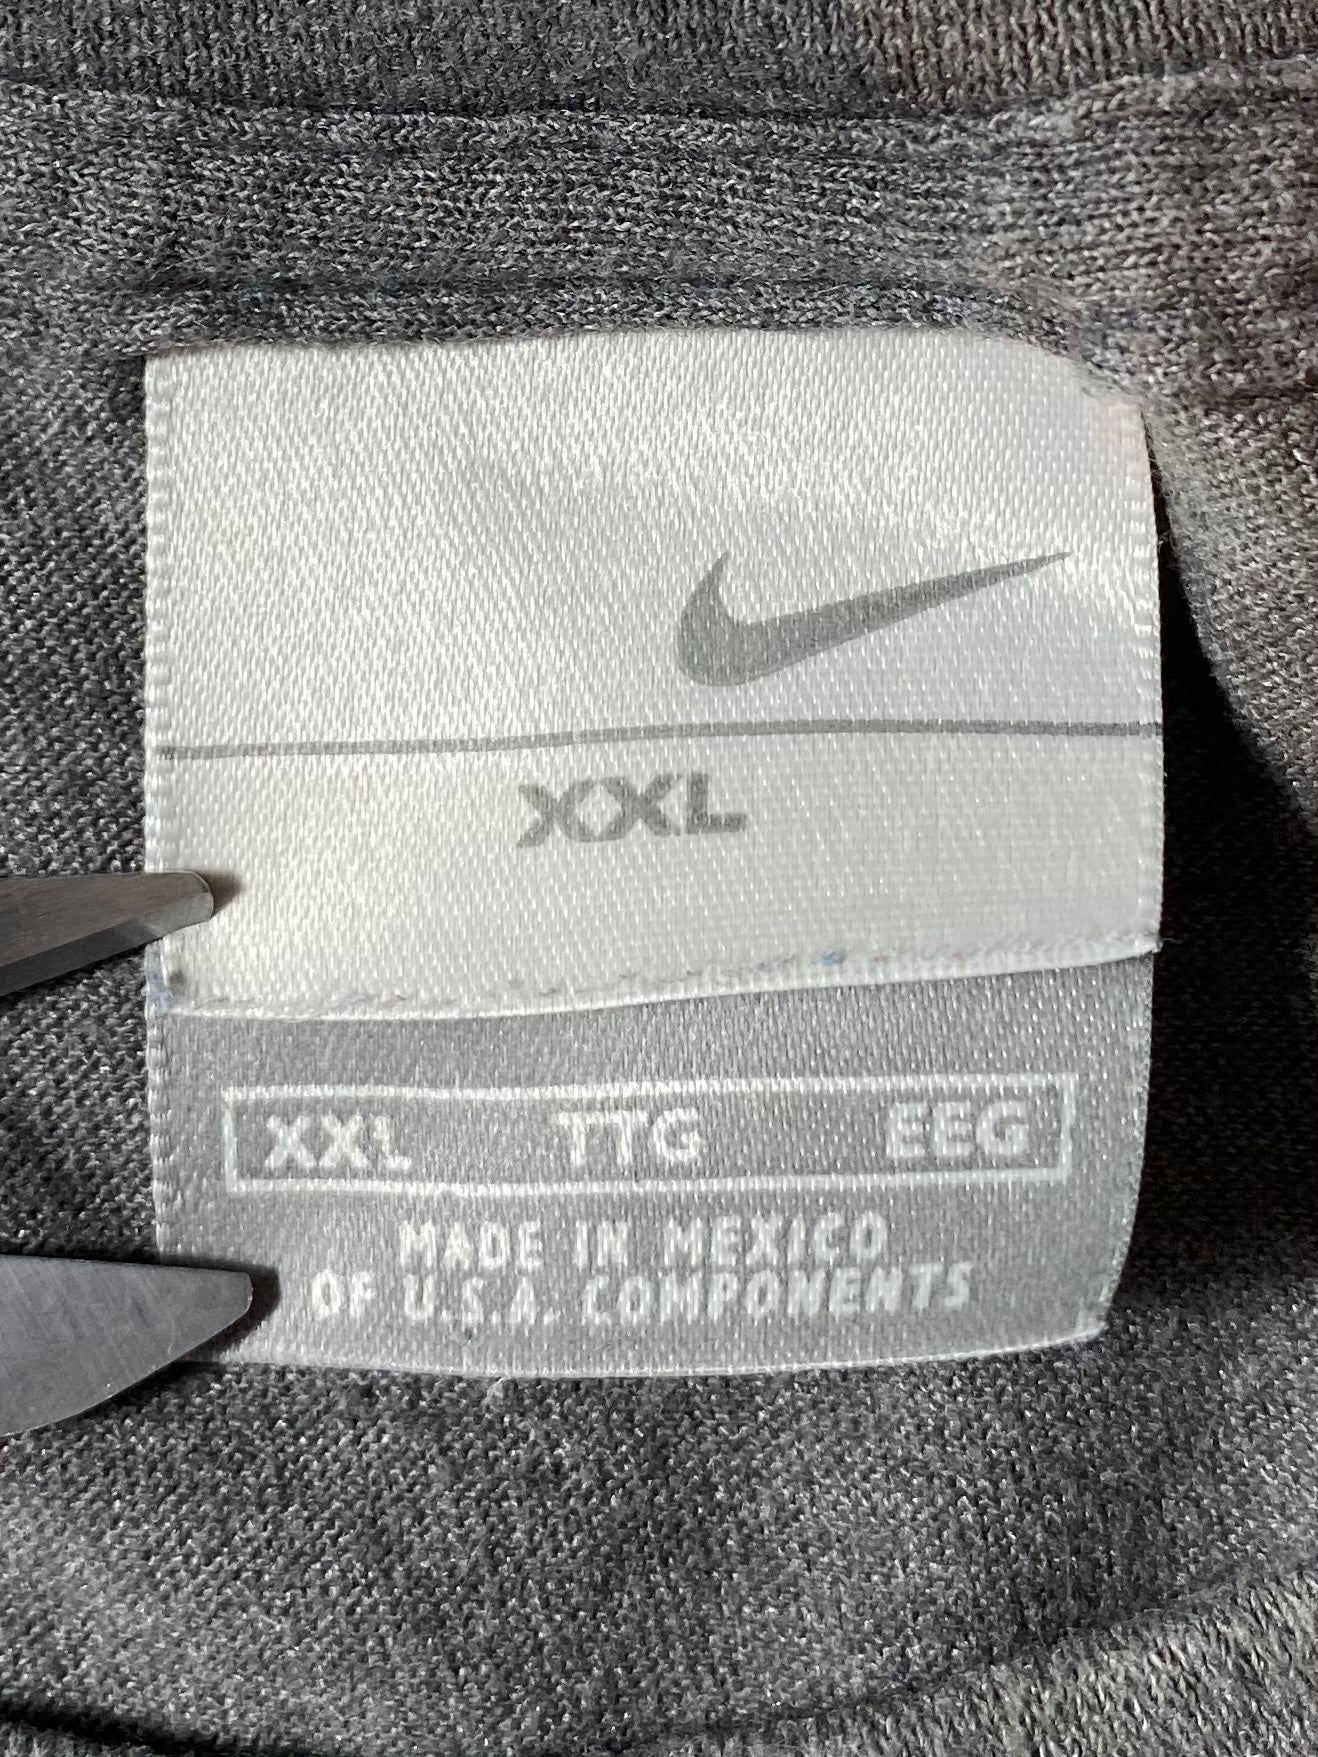 XXL
XXL TTG EEG
MADE IN MEXICO
OF U.S.A. COMPONENTS